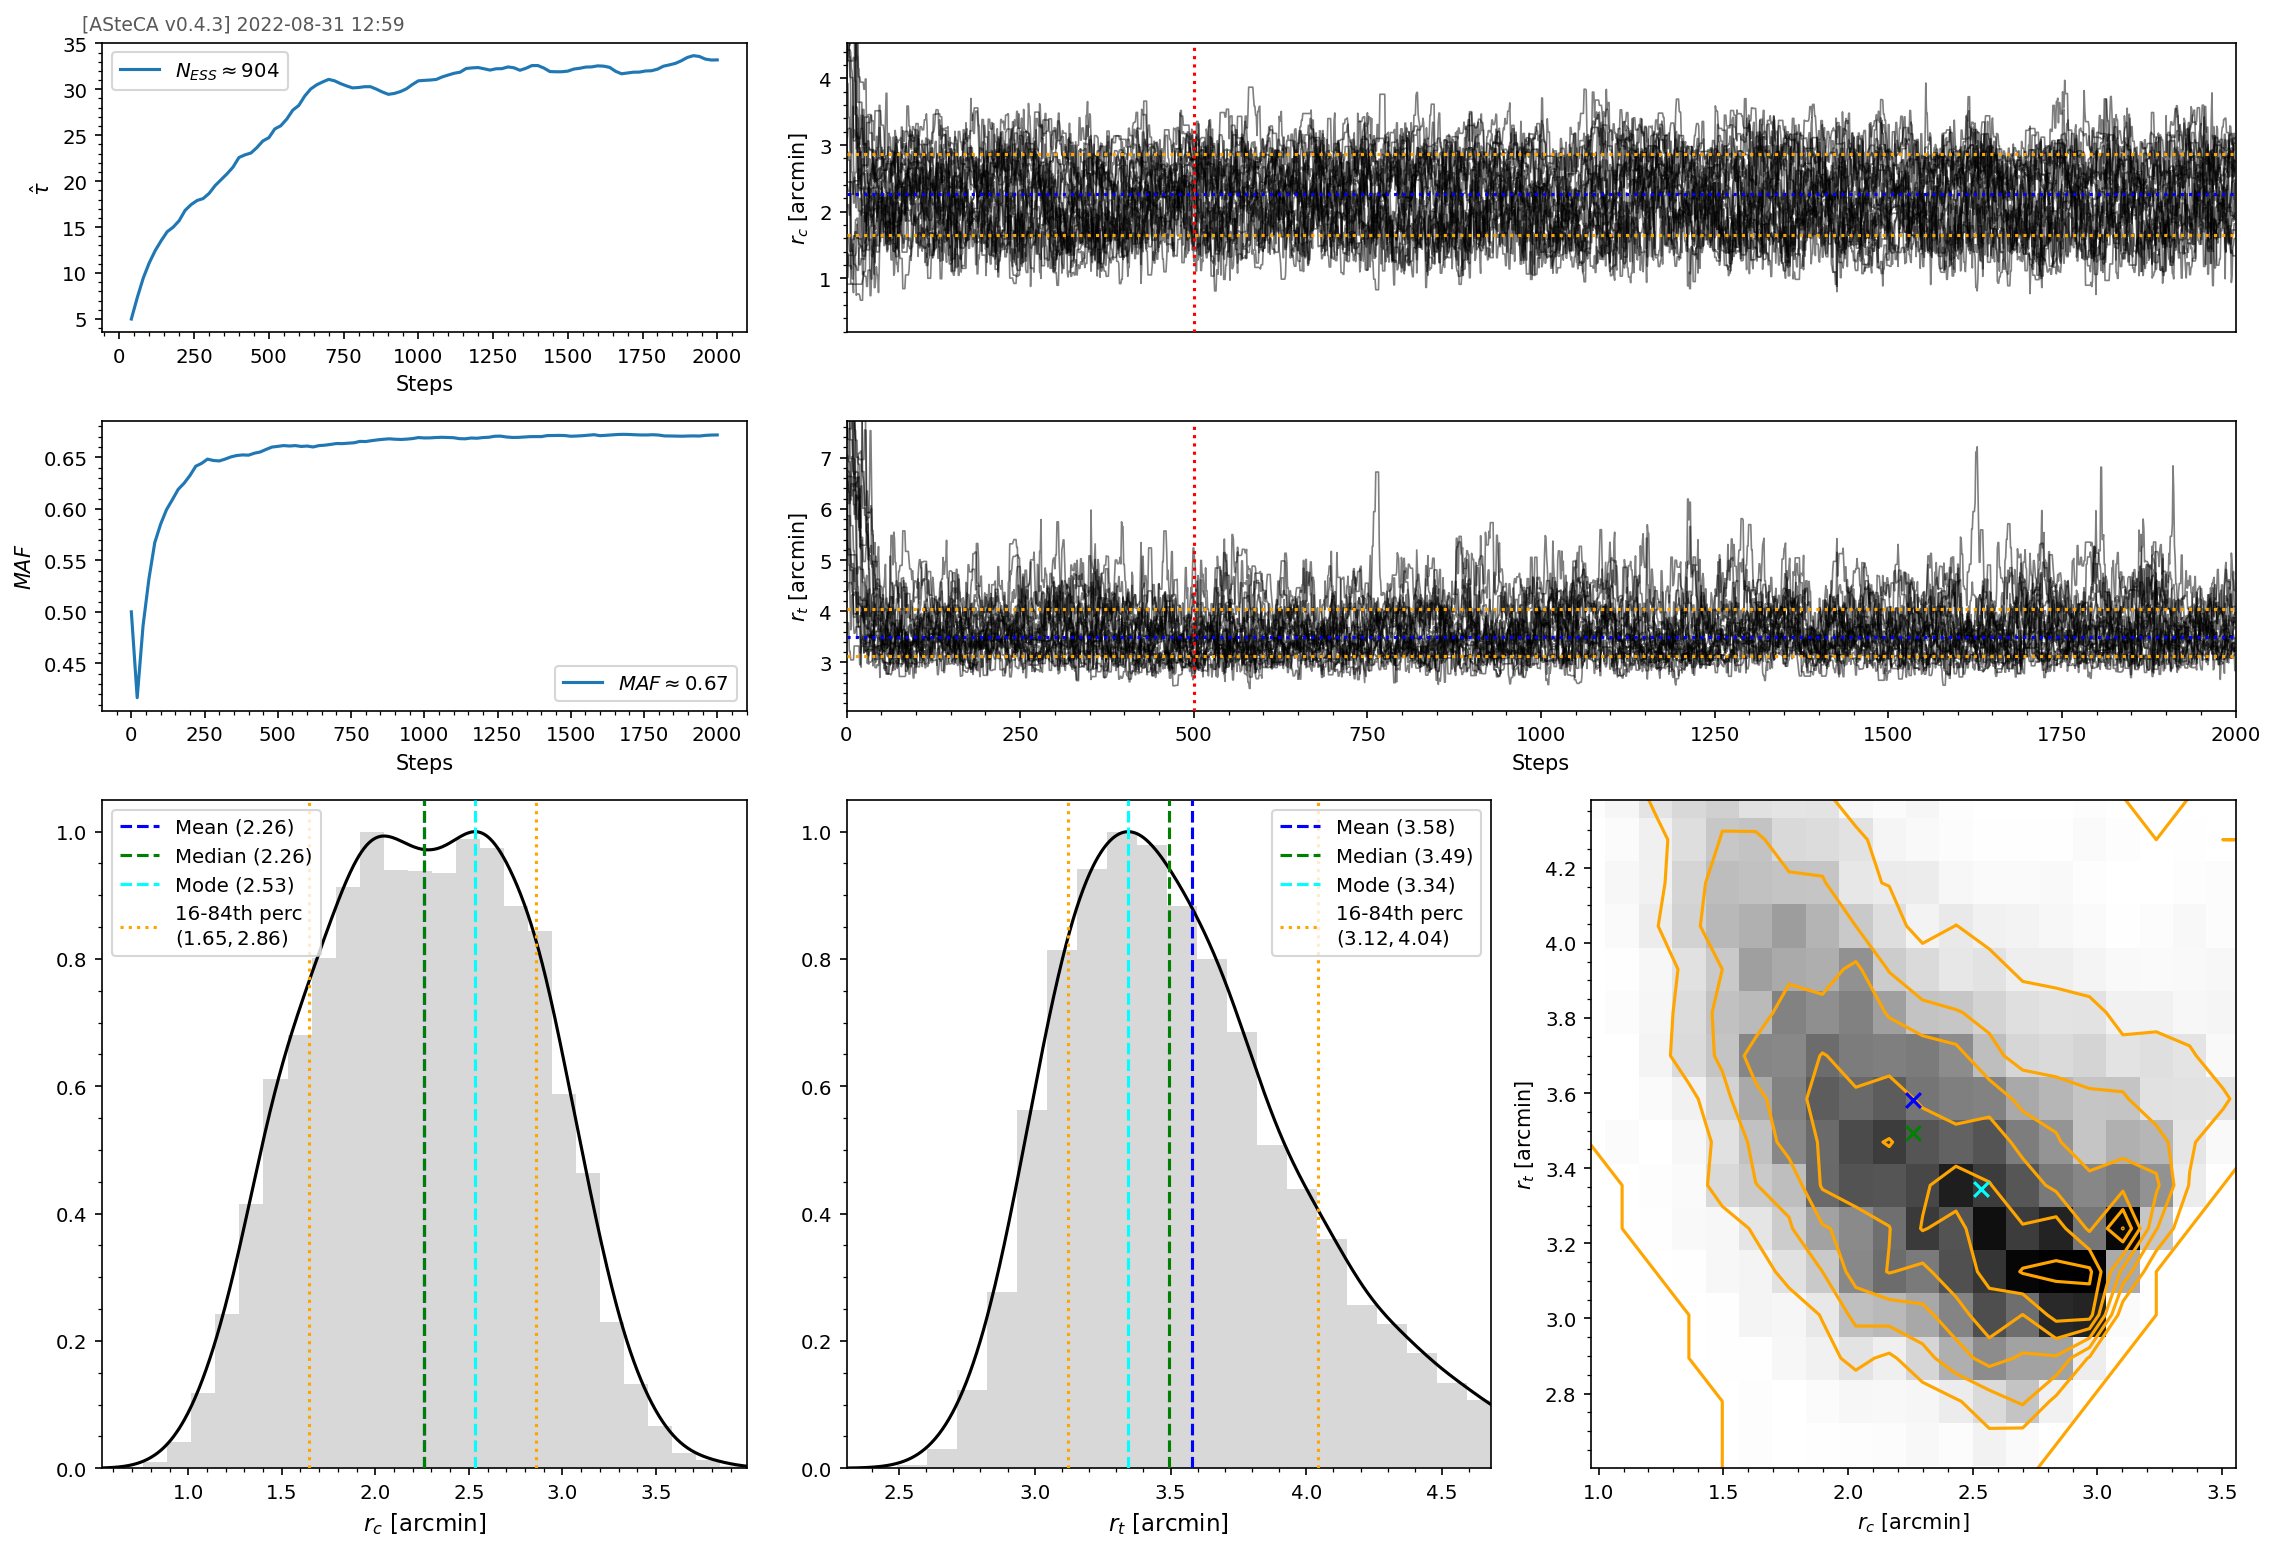 [ASteCA v0.4.3] 2022-08-31 12:59
35
30
25
20
15
10
5
τ̂
N_ESS ≈ 904
0 250 500 750 1000 1250 1500 1750 2000
Steps
4
3
2
1
r_c [arcmin]
0.65
0.60
0.55
0.50
0.45
MAF
MAF ≈ 0.67
0 250 500 750 1000 1250 1500 1750 2000
Steps
7
6
5
4
3
r_t [arcmin]
0 250 500 750 1000 1250 1500 1750 2000
Steps
1.0
0.8
0.6
0.4
0.2
0.0
Mean (2.26)
Median (2.26)
Mode (2.53)
16-84th perc
(1.65, 2.86)
1.0 1.5 2.0 2.5 3.0 3.5
r_c [arcmin]
1.0
0.8
0.6
0.4
0.2
0.0
Mean (3.58)
Median (3.49)
Mode (3.34)
16-84th perc
(3.12, 4.04)
2.5 3.0 3.5 4.0 4.5
r_t [arcmin]
4.2
4.0
3.8
3.6
3.4
3.2
3.0
2.8
r_t [arcmin]
1.0 1.5 2.0 2.5 3.0 3.5
r_c [arcmin]